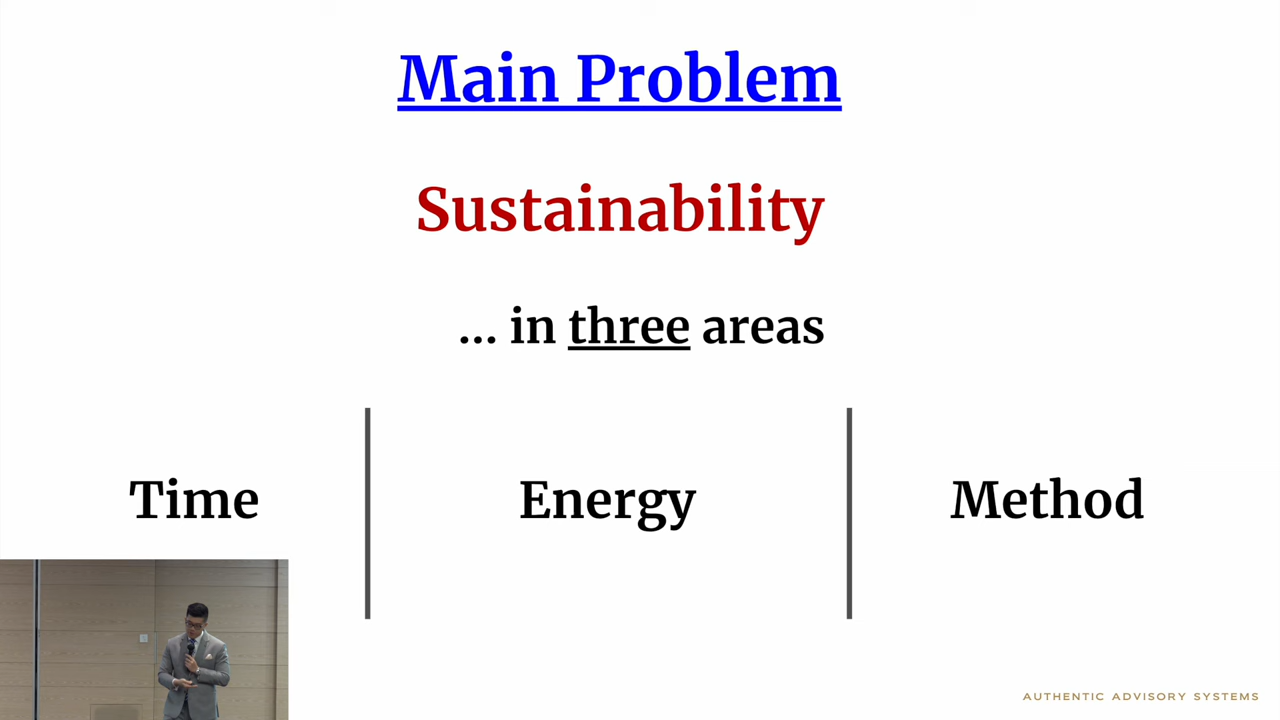 Main Problem
Sustainability
... in three areas
Time
Energy
Method
AUTHENTIC ADVISORY SYSTEMS